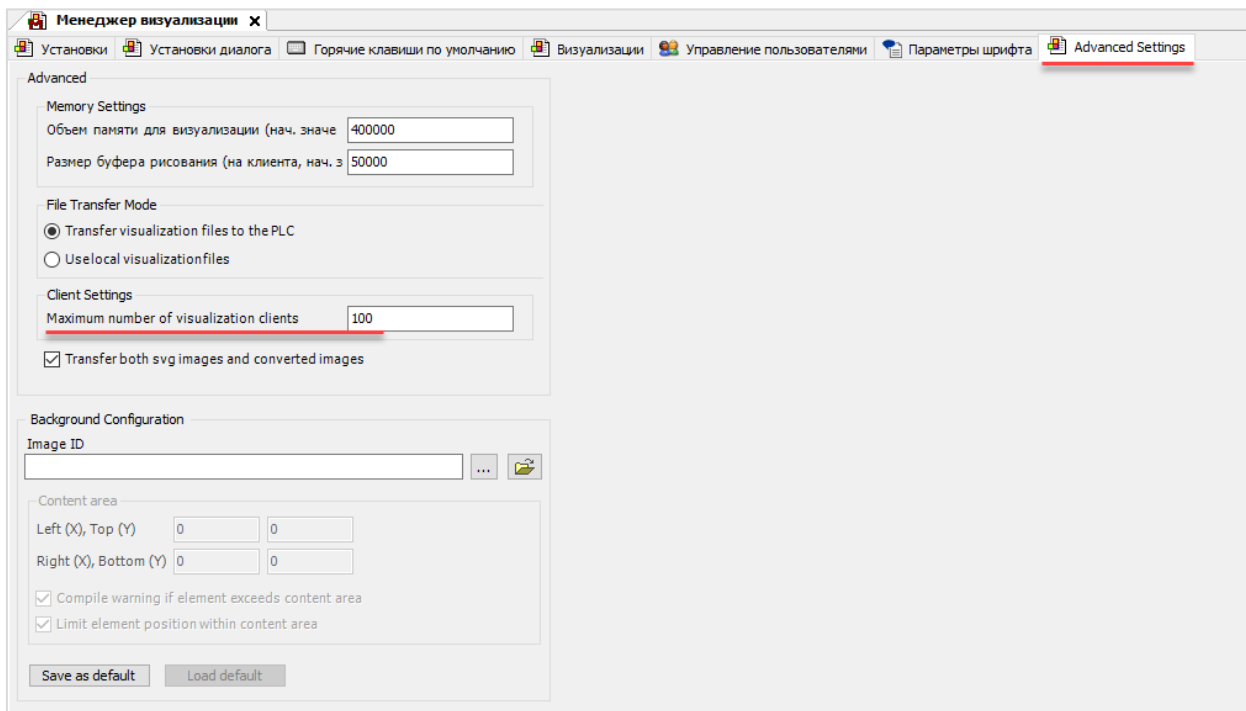 Менеджер визуализации X
Установки Установки диалога Горячие клавиши по умолчанию Визуализации Управление пользователями Параметры шрифта Advanced Settings
Advanced
Memory Settings
Объем памяти для визуализации (нач. значе 400000
Размер буфера рисования (на клиента, нач. з 50000
File Transfer Mode
Transfer visualization files to the PLC
Use local visualization files
Client Settings
Maximum number of visualization clients 100
Transfer both svg images and converted images
Background Configuration
Image ID
...
Content area
Left (X), Top (Y) 0 0
Right (X), Bottom (Y) 0 0
Compile warning if element exceeds content area
Limit element position within content area
Save as default Load default